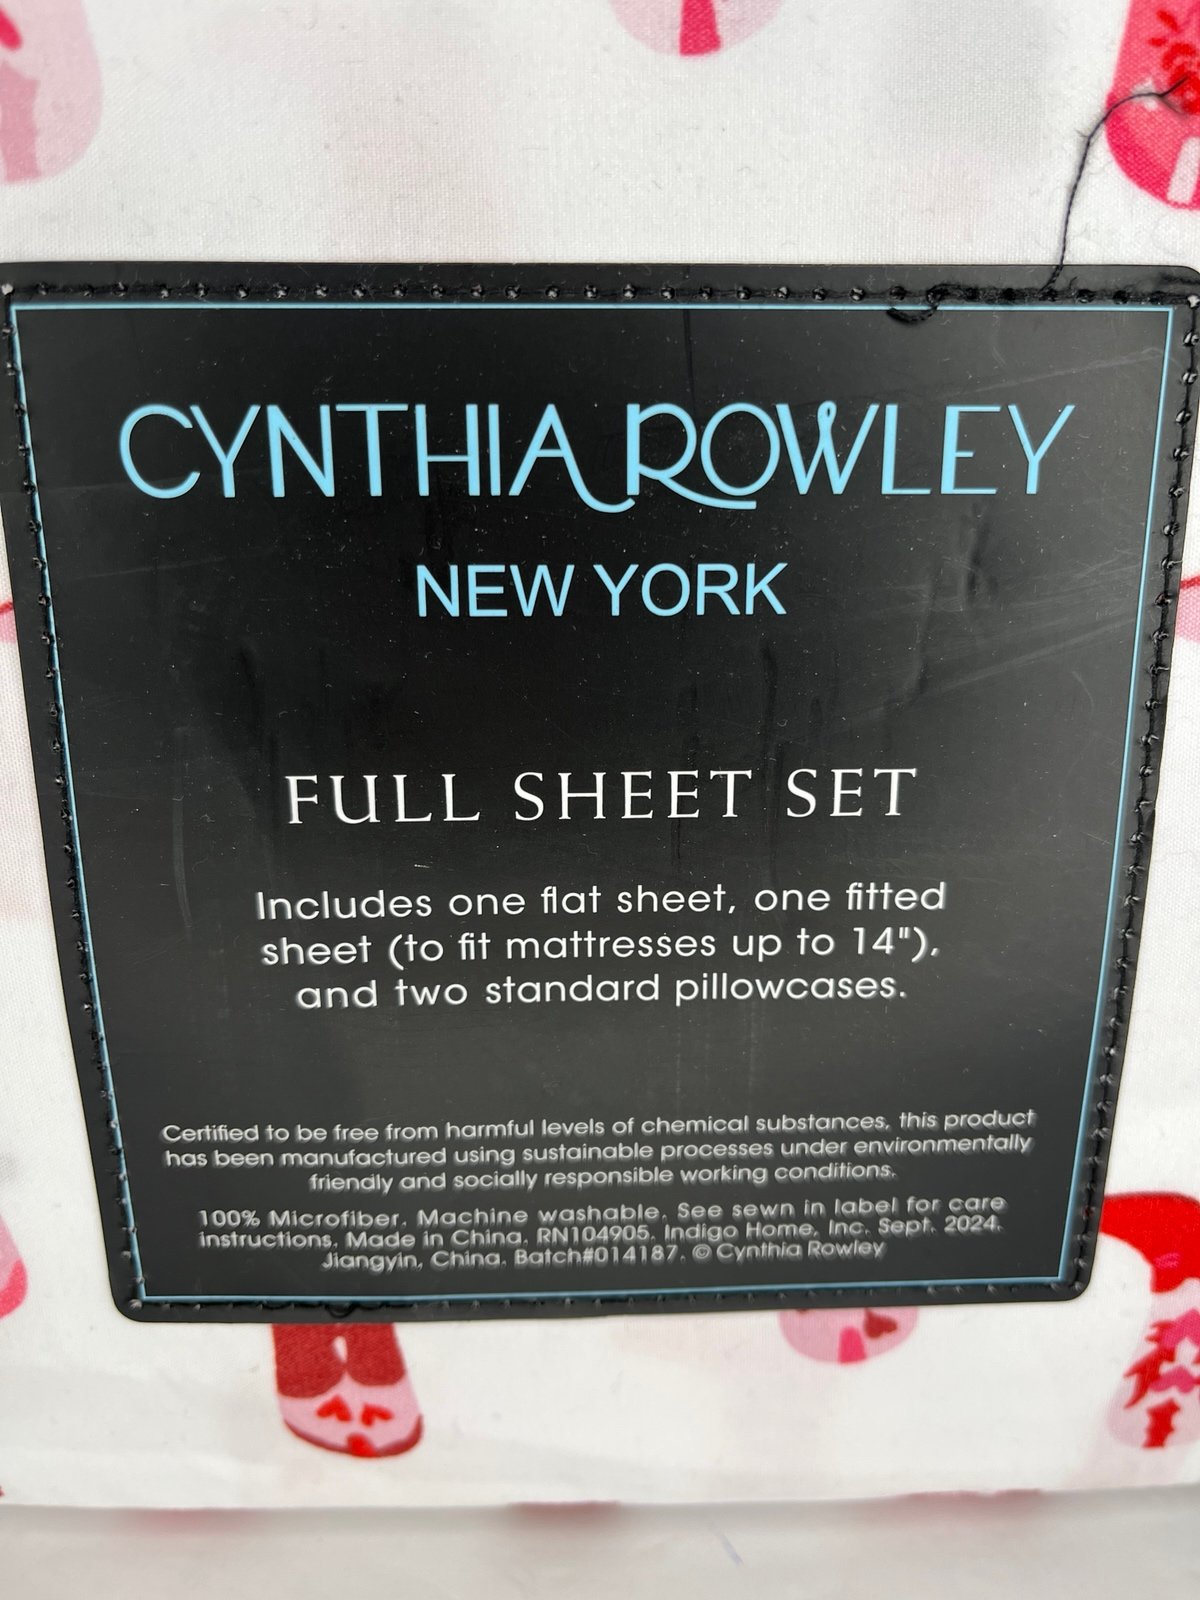 CYNTHIA ROWLEY
NEW YORK
FULL SHEET SET
Includes one flat sheet, one fitted
sheet (to fit mattresses up to 14"),
and two standard pillowcases.
Certified to be free from harmful levels of chemical substances, this product
has been manufactured using sustainable processes under environmentally
friendly and socially responsible working conditions.
100% Microfiber. Machine washable. See sewn in label for care
instructions. Made in China. RN104905. Indigo Home, Inc. Sept. 2024.
Jiangyin, China. Batch#014187. © Cynthia Rowley